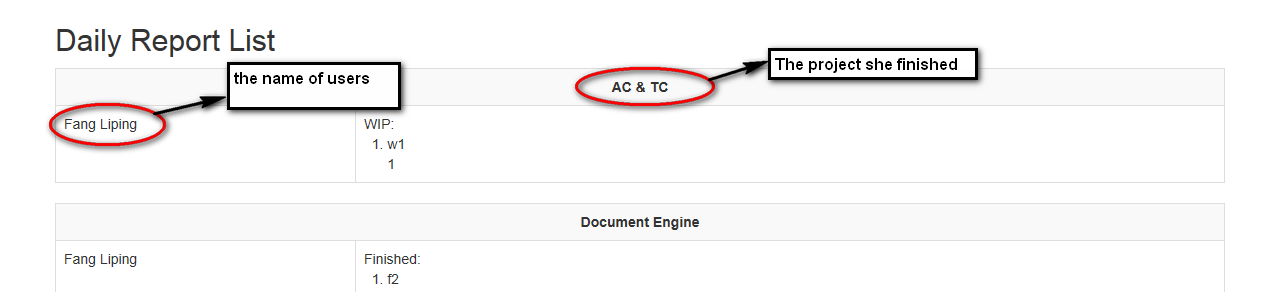 Daily Report List
the name of users
The project she finished
AC & TC
Fang Liping
WIP:
1. w1
1
Document Engine
Fang Liping
Finished:
1. f2